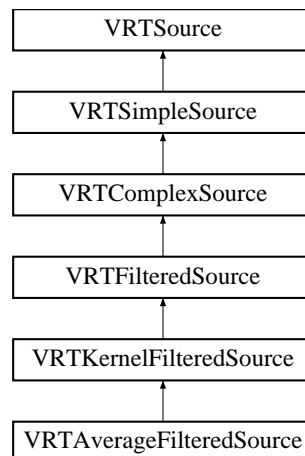 VRTSource
VRTSimpleSource
VRTComplexSource
VRTFilteredSource
VRTKernelFilteredSource
VRTAverageFilteredSource